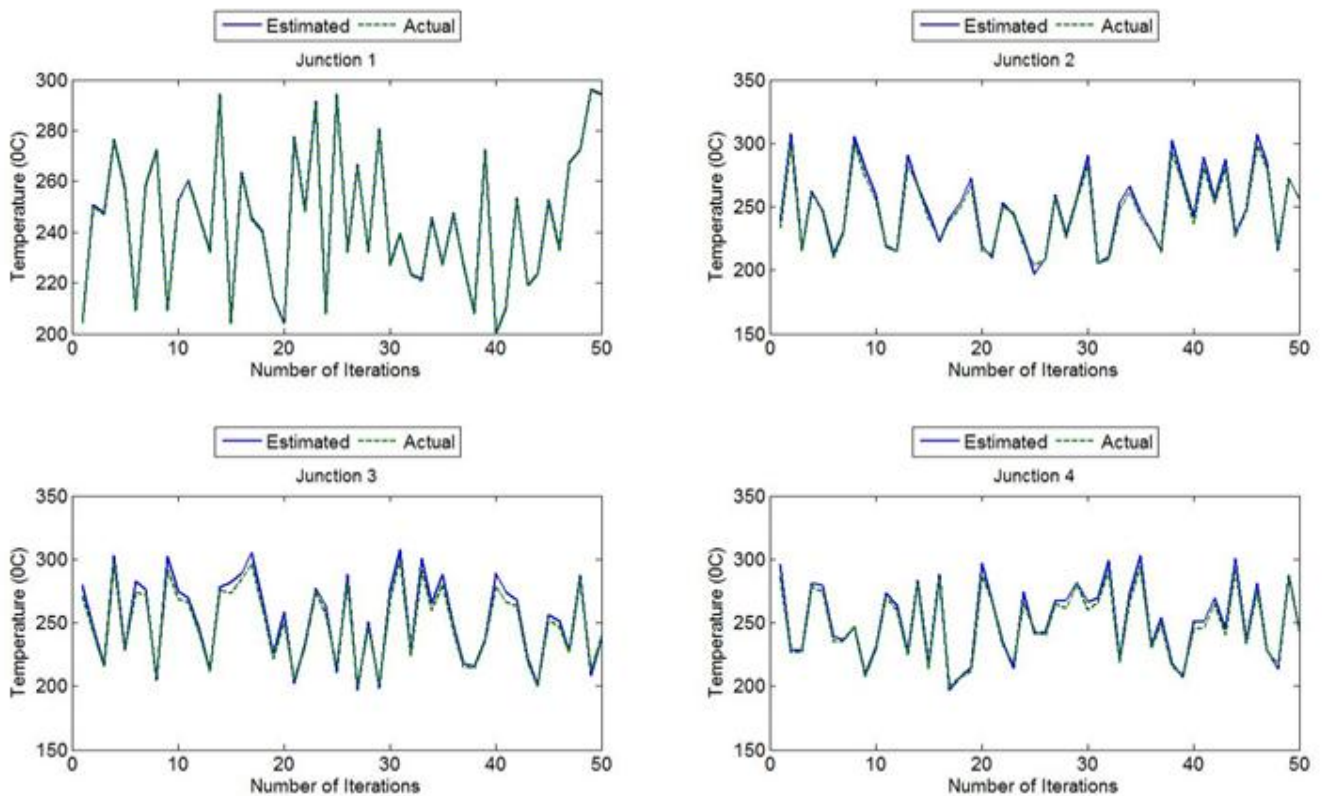 Estimated Actual
Junction 1
Temperature (0C)
300
280
260
240
220
200
0 10 20 30 40 50
Number of Iterations
Estimated Actual
Junction 2
Temperature (0C)
350
300
250
200
150
0 10 20 30 40 50
Number of Iterations
Estimated Actual
Junction 3
Temperature (0C)
350
300
250
200
150
0 10 20 30 40 50
Number of Iterations
Estimated Actual
Junction 4
Temperature (0C)
350
300
250
200
150
0 10 20 30 40 50
Number of Iterations